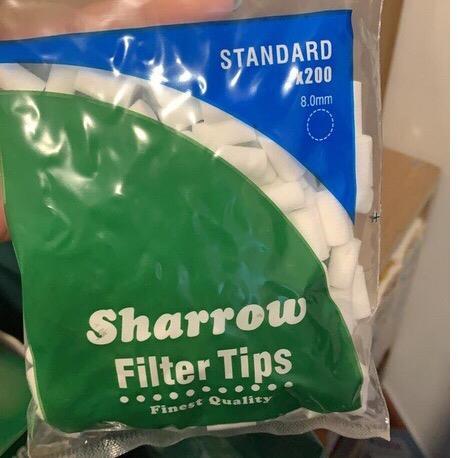 STANDARD
x200
8.0mm
Sharrow
Filter Tips
Finest Quality